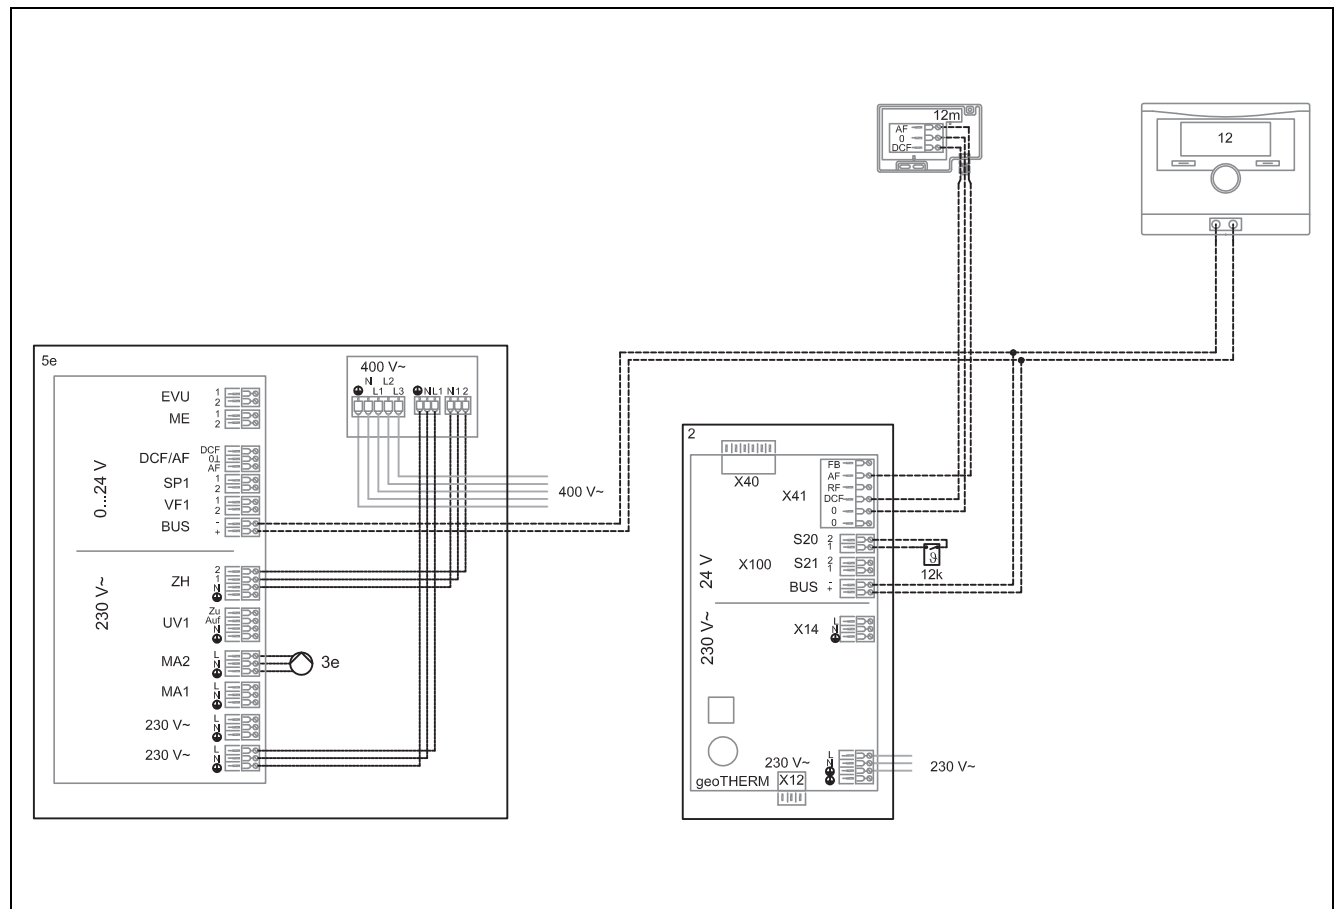 12m
AF
0
DCF
12
5e
400 V~
N L2
L1 L3 N L1 N 1 2
EVU 1
2
ME 1
2
DCF/AF DCF
0⊥
AF
SP1 1
2
VF1 1
2
BUS -
+
0...24 V
400 V~
230 V~
ZH 2
1
N
UV1 Zu
Auf
N
MA2 L
N
3e
MA1 L
N
230 V~ L
N
230 V~ L
N
2
X40
X41
FB
AF
RF
DCF
0
0
24 V
X100
S20 2
1
12k
S21 2
1
BUS -
+
230 V~
X14 L
N
230 V~
L
N
230 V~
geoTHERM X12